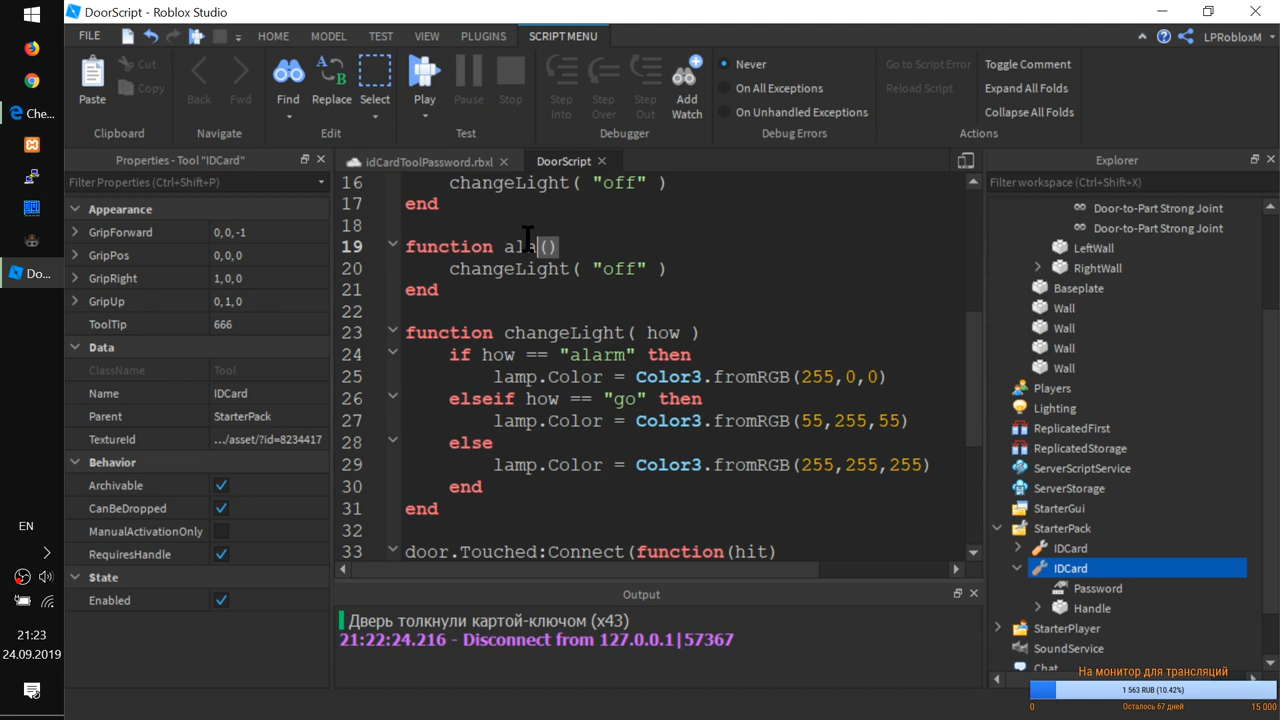 DoorScript - Roblox Studio
FILE HOME MODEL TEST VIEW PLUGINS SCRIPT MENU LPRobloxM
Paste Cut Copy
Clipboard
Back Fwd
Navigate
Find Replace Select
Edit
Play Pause Stop
Test
Step Into Step Over Step Out Add Watch
Debugger
Never
On All Exceptions
On Unhandled Exceptions
Debug Errors
Go to Script Error
Reload Script
Toggle Comment
Expand All Folds
Collapse All Folds
Actions
Che...
Do...
EN
21:23
24.09.2019
Properties - Tool "IDCard"
Filter Properties (Ctrl+Shift+P)
Appearance
GripForward 0, 0, -1
GripPos 0, 0, 0
GripRight 1, 0, 0
GripUp 0, 1, 0
ToolTip 666
Data
ClassName Tool
Name IDCard
Parent StarterPack
TextureId .../asset/?id=8234417
Behavior
Archivable
CanBeDropped
ManualActivationOnly
RequiresHandle
State
Enabled
idCardToolPassword.rbxl DoorScript
16 changeLight( "off" )
17 end
18
19 function ala()
20 changeLight( "off" )
21 end
22
23 function changeLight( how )
24 if how == "alarm" then
25 lamp.Color = Color3.fromRGB(255,0,0)
26 elseif how == "go" then
27 lamp.Color = Color3.fromRGB(55,255,55)
28 else
29 lamp.Color = Color3.fromRGB(255,255,255)
30 end
31 end
32
33 door.Touched:Connect(function(hit)
Output
Дверь толкнули картой-ключом (x43)
21:22:24.216 - Disconnect from 127.0.0.1|57367
Explorer
Filter workspace (Ctrl+Shift+X)
Door-to-Part Strong Joint
Door-to-Part Strong Joint
LeftWall
RightWall
Baseplate
Wall
Wall
Wall
Wall
Players
Lighting
ReplicatedFirst
ReplicatedStorage
ServerScriptService
ServerStorage
StarterGui
StarterPack
IDCard
IDCard
Password
Handle
StarterPlayer
SoundService
Chat
На монитор для трансляций
1 563 RUB (10.42%)
0 Осталось 67 дней 15 000